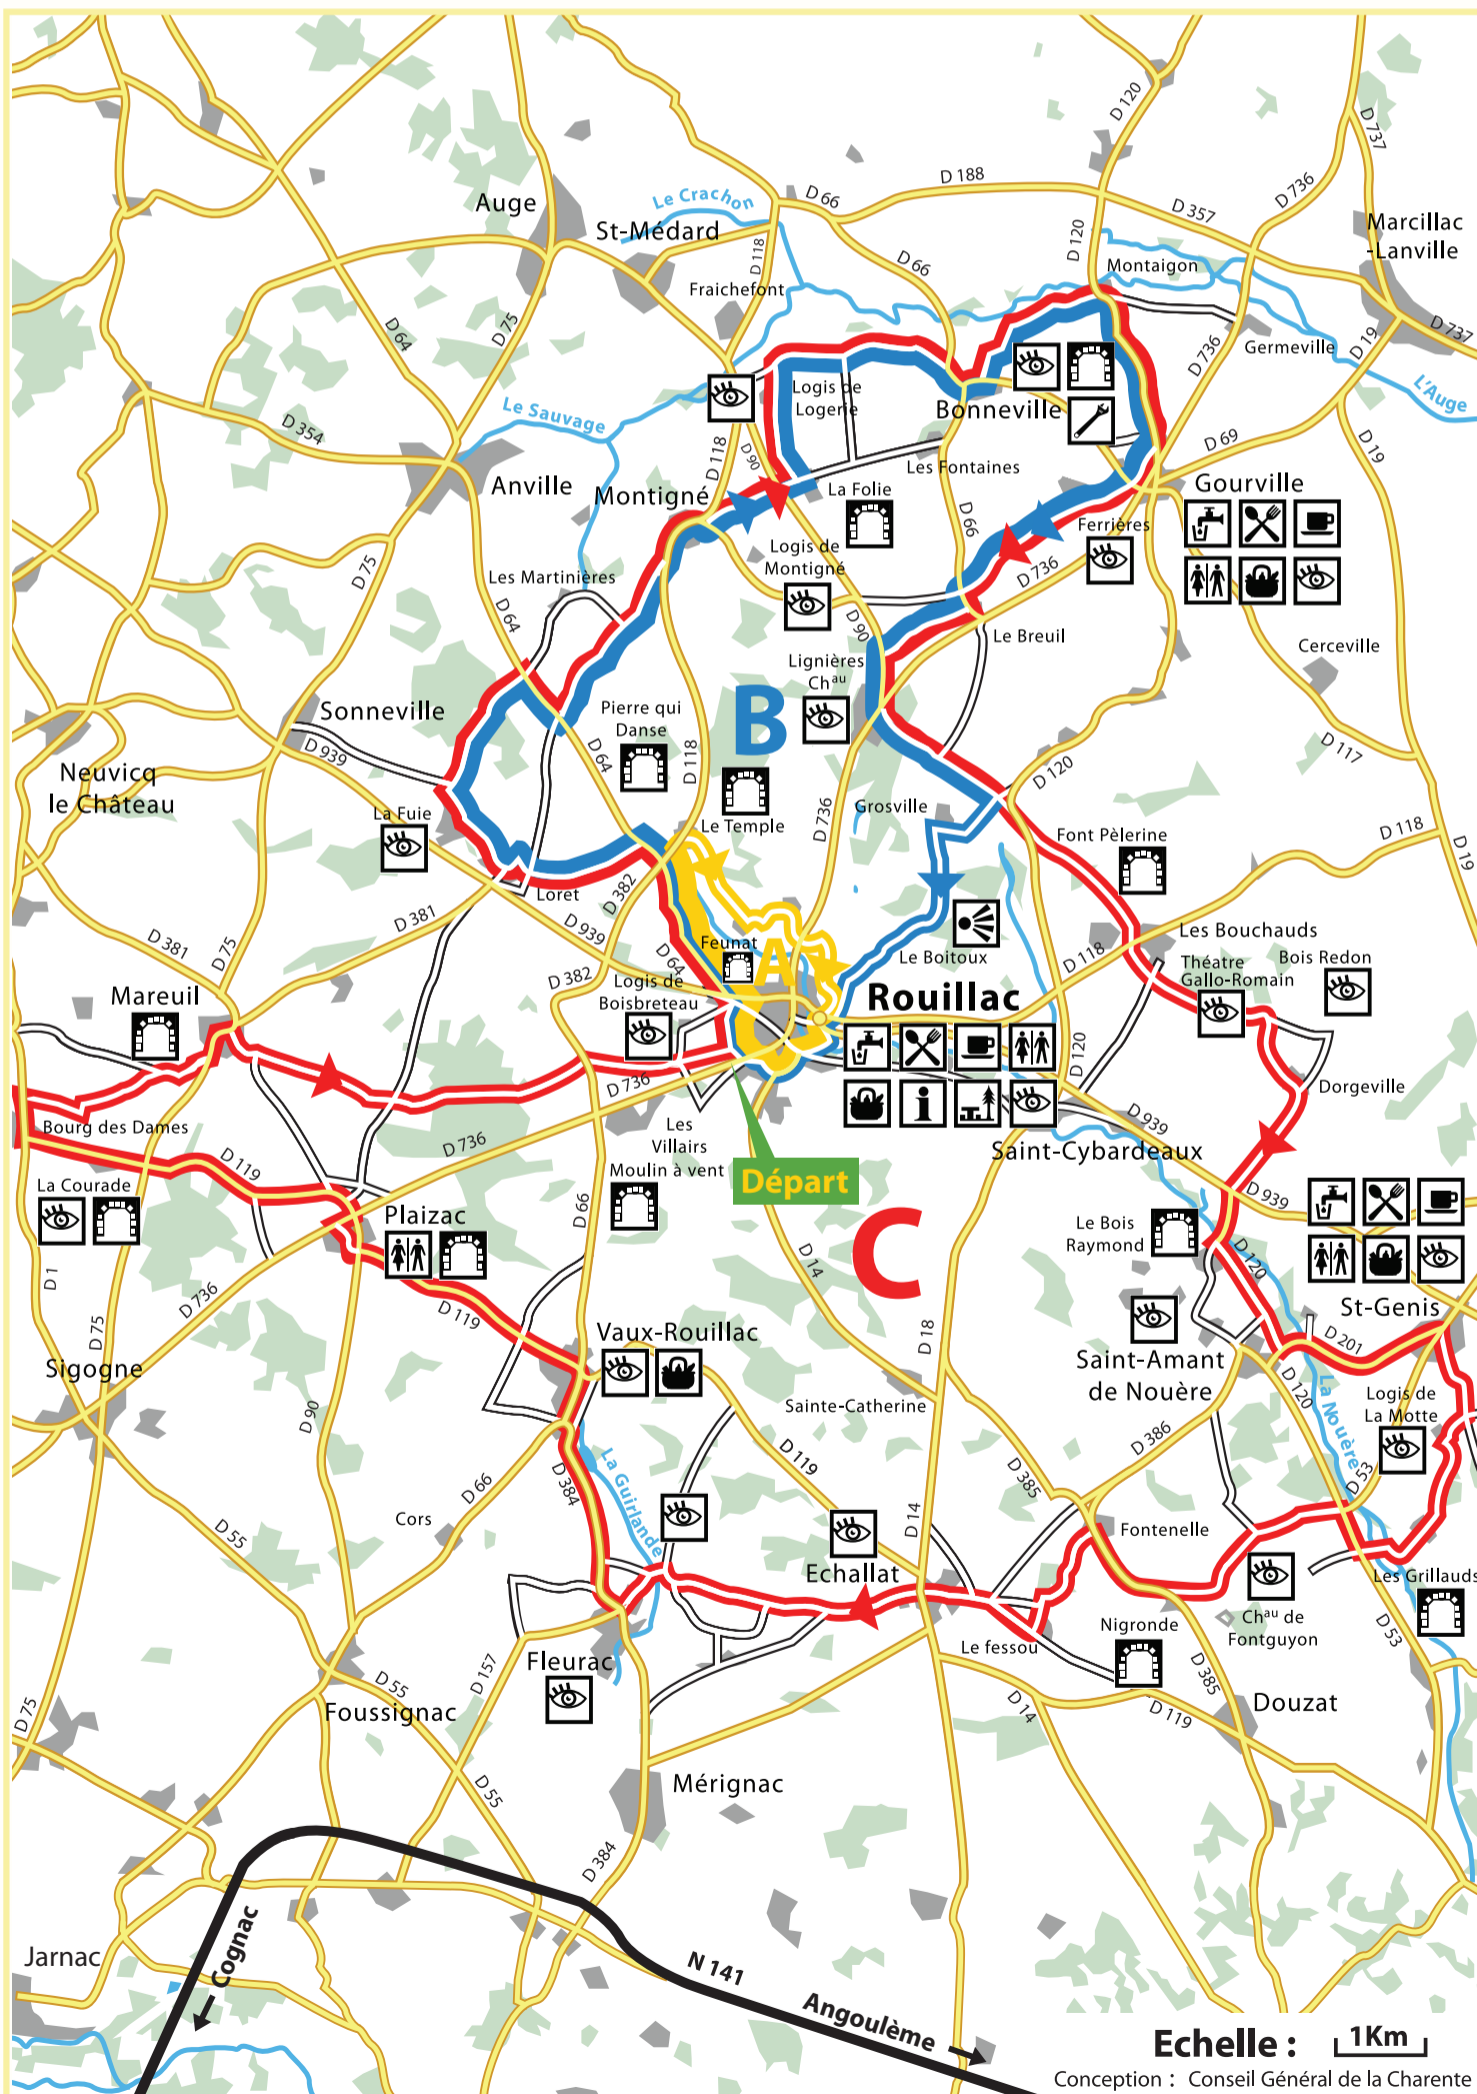 D 120
D 737
D 188
D 66
D 736
Auge
Le Crachon
St-Médard
D 357
Marcillac
-Lanville
D 118
D 120
D 66
Montaigon
Fraichefont
D 75
D 64
D 736
D 19
D 737
Germeville
Logis de
Logerie
L'Auge
Le Sauvage
Bonneville
D 354
D 118
D 90
D 69
D 19
Les Fontaines
Anville
Montigné
La Folie
Gourville
D 66
Ferrières
Logis de
Montigné
D 75
Les Martinières
D 736
D 64
D 90
Le Breuil
Cerceville
Lignières
Chau
B
Sonneville
Pierre qui
Danse
D 939
D 64
D 118
D 117
Neuvicq
le Château
D 120
La Fuie
Grosville
D 736
Le Temple
Font Pèlerine
D 118
D 19
Loret
D 382
D 381
D 939
D 381
D 75
Feunat
A
Les Bouchauds
D 64
Le Boitoux
D 118
Théatre
Gallo-Romain
Bois Redon
D 382
Logis de
Boisbreteau
Mareuil
Rouillac
D 120
D 736
Dorgeville
Bourg des Dames
Les
Villairs
Moulin à vent
D 736
D 939
Saint-Cybardeaux
D 119
La Courade
Départ
D 939
Plaizac
D 66
Le Bois
Raymond
C
D 14
D 120
D 1
D 736
D 119
St-Genis
D 75
Vaux-Rouillac
D 18
D 201
Sigogne
Saint-Amant
de Nouère
D 120
La Nouère
Logis de
La Motte
Sainte-Catherine
D 90
D 119
D 386
D 66
D 384
La Guirlande
D 385
D 53
Cors
D 14
D 55
Fontenelle
Echallat
Les Grillauds
Chau de
Fontguyon
Nigronde
Le fessou
D 53
Fleurac
D 157
D 55
D 385
Foussignac
D 75
D 14
D 119
Douzat
Mérignac
D 55
D 384
Jarnac
Cognac
N 141
Angoulême
Echelle : 1Km
Conception : Conseil Général de la Charente